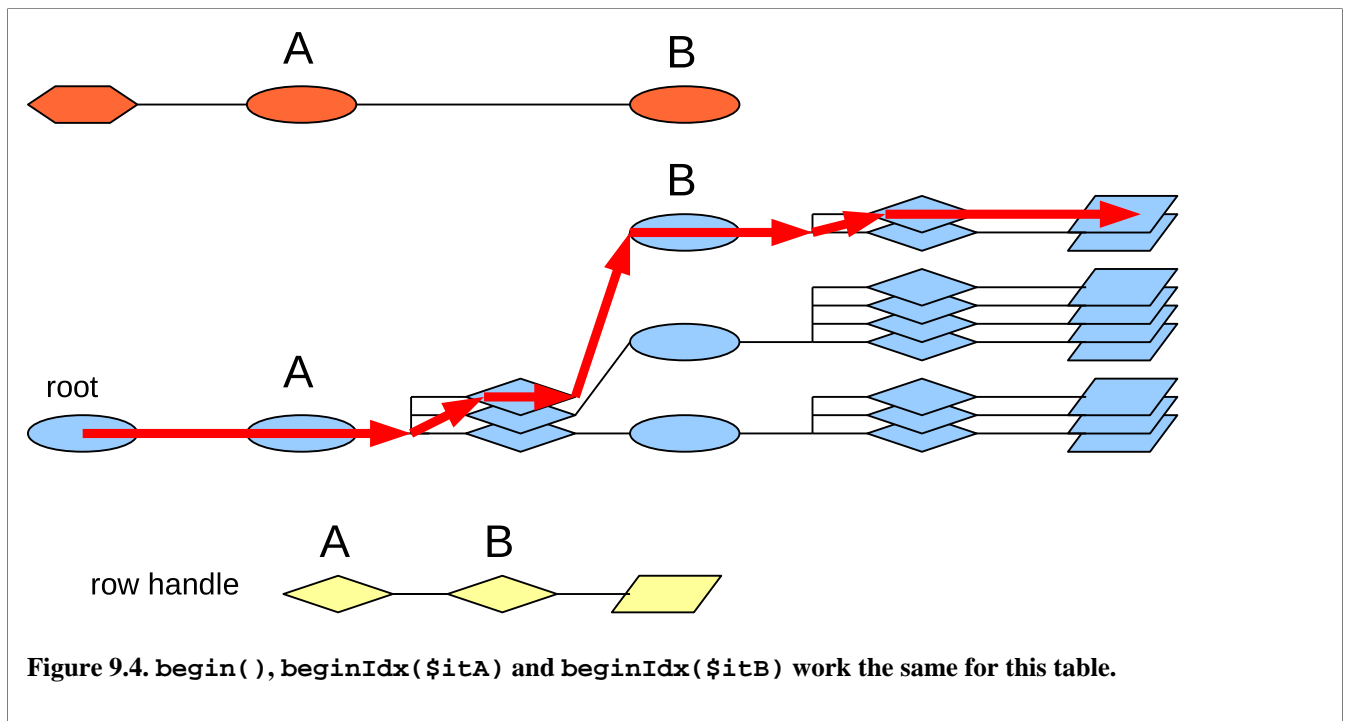 A
B
B
A
root
A
B
row handle
Figure 9.4. begin(), beginIdx($itA) and beginIdx($itB) work the same for this table.